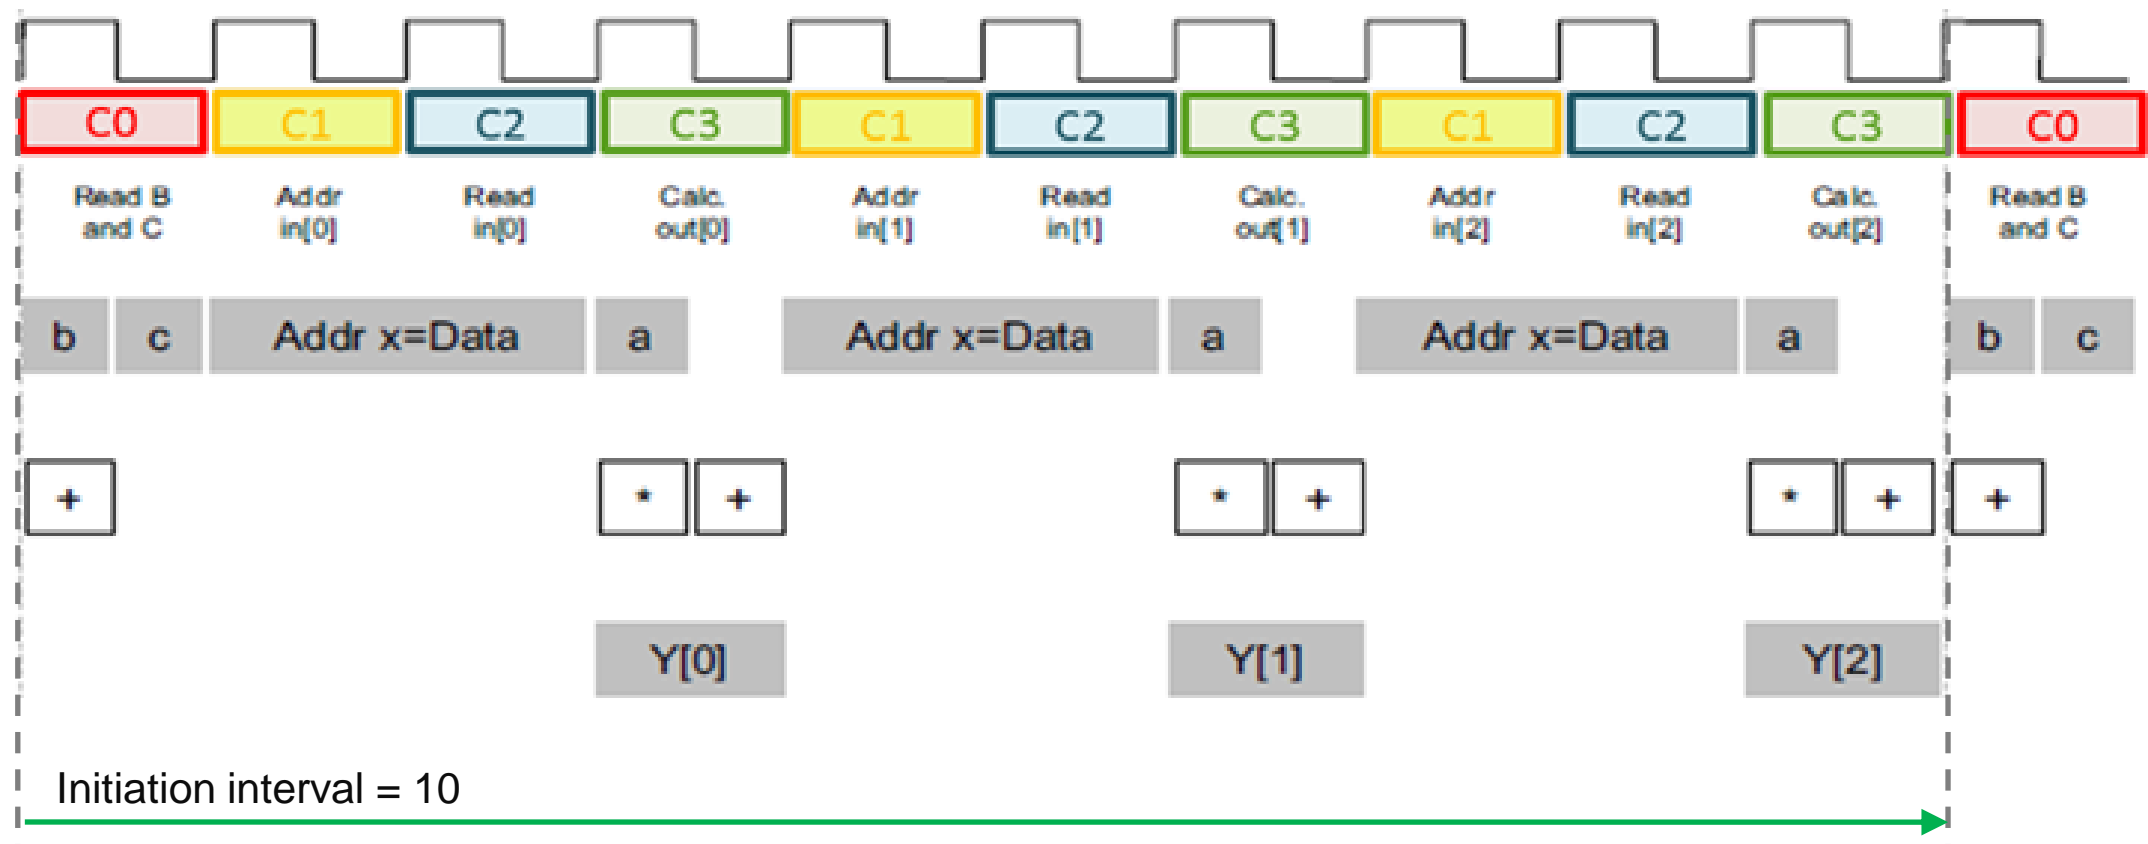 C0 C1 C2 C3 C1 C2 C3 C1 C2 C3 C0
Read B Addr Read Calc. Addr Read Calc. Addr Read Calc. Read B
and C in[0] in[0] out[0] in[1] in[1] out[1] in[2] in[2] out[2] and C
b c Addr x=Data a Addr x=Data a Addr x=Data a b c
+ * + * + * + +
Y[0] Y[1] Y[2]
Initiation interval = 10